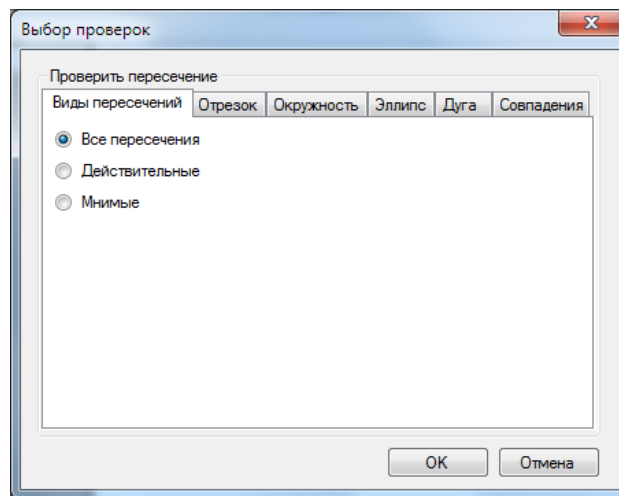 Выбор проверок
Проверить пересечение
Виды пересечений Отрезок Окружность Эллипс Дуга Совпадения
Все пересечения
Действительные
Мнимые
OK Отмена